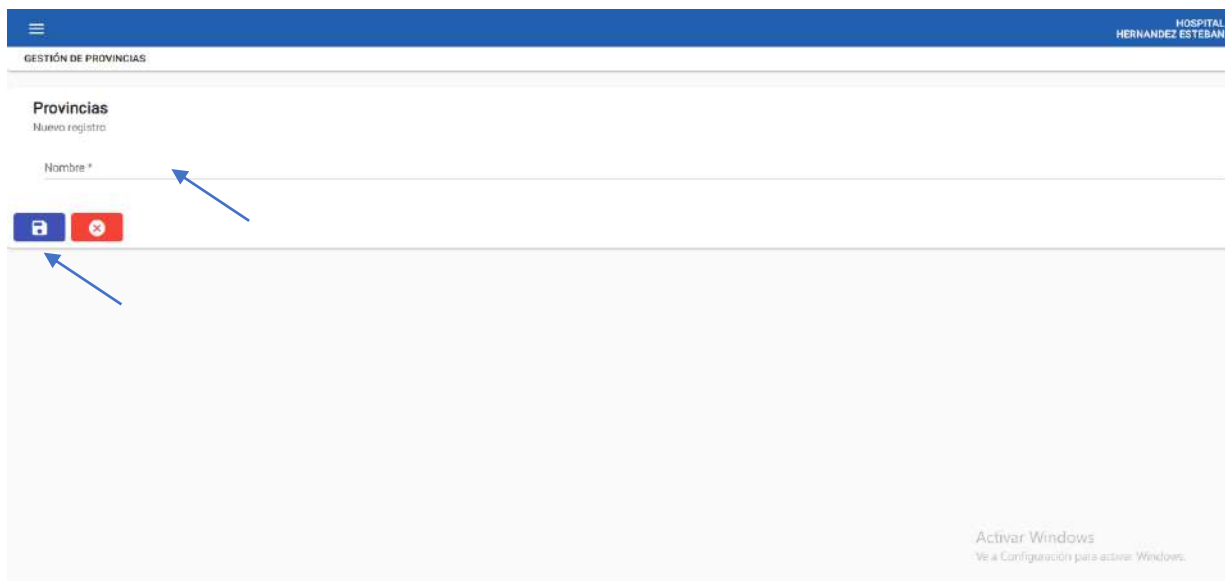 HOSPITAL
HERNANDEZ ESTEBAN
GESTIÓN DE PROVINCIAS
Provincias
Nuevo registro
Nombre *
Activar Windows
Ve a Configuración para activar Windows.